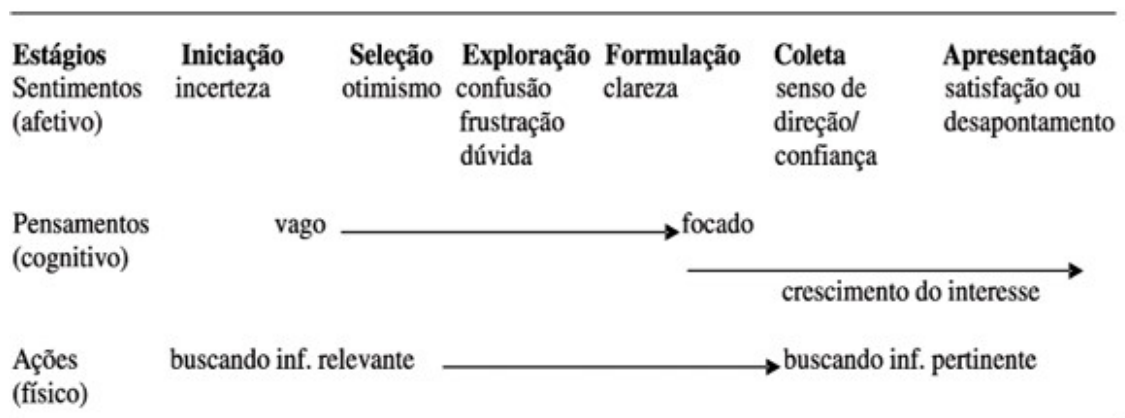 Estágios Iniciação Seleção Exploração Formulação Coleta Apresentação
Sentimentos incerteza otimismo confusão clareza senso de satisfação ou
(afetivo) frustração direção/ desapontamento
dúvida confiança
Pensamentos vago focado
(cognitivo)
crescimento do interesse
Ações buscando inf. relevante buscando inf. pertinente
(físico)